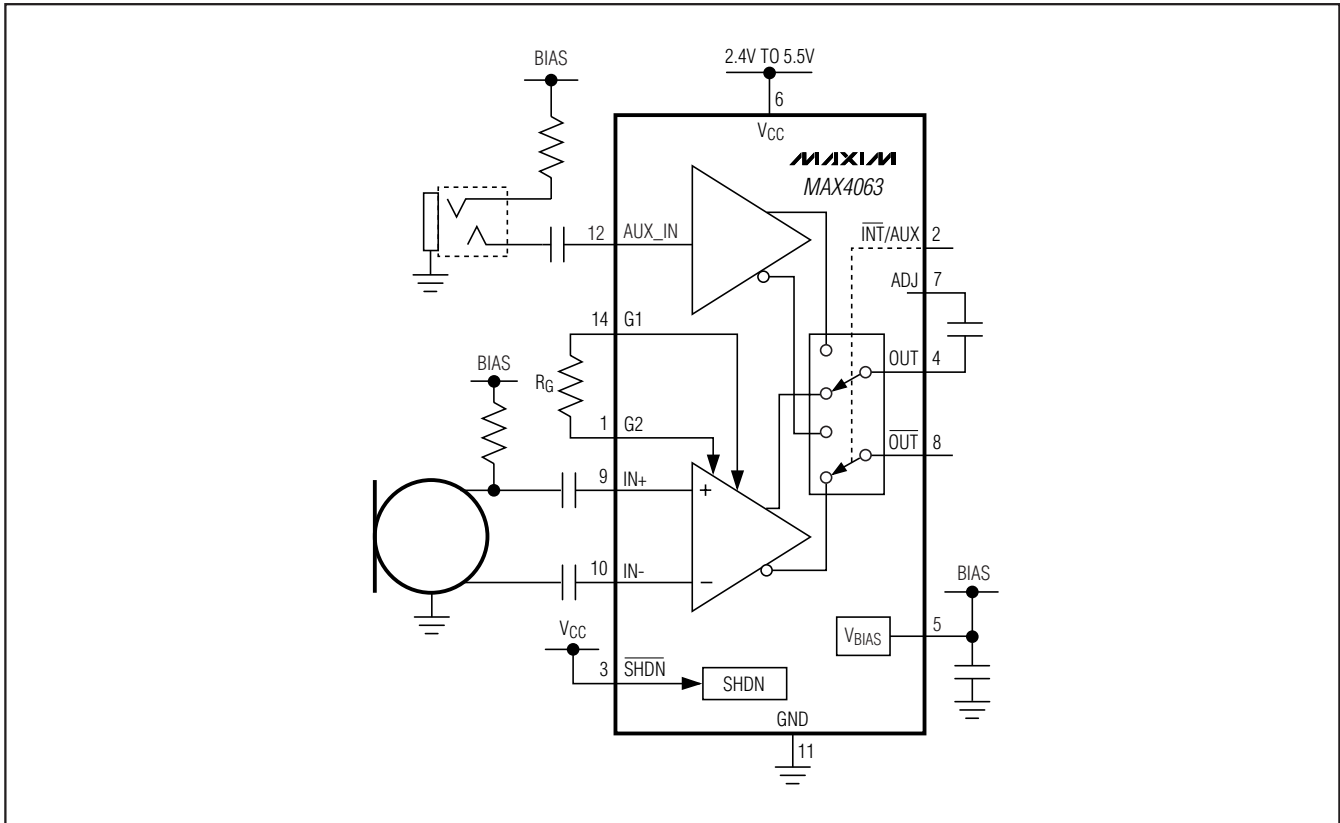 BIAS
2.4V TO 5.5V
6
VCC
MAXIM
MAX4063
12 AUX_IN
INT/AUX 2
ADJ 7
14 G1
OUT 4
BIAS
RG
1 G2
OUT 8
9 IN+
+
10 IN-
−
BIAS
VBIAS 5
VCC
3 SHDN
SHDN
GND
11